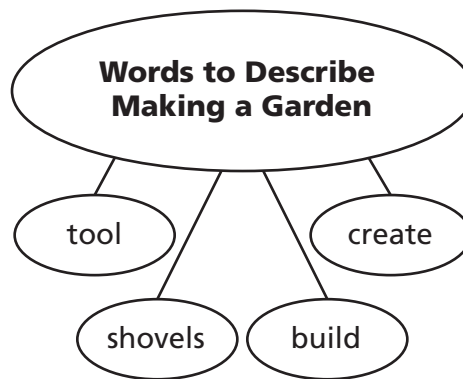 Words to Describe
Making a Garden
tool
create
shovels
build